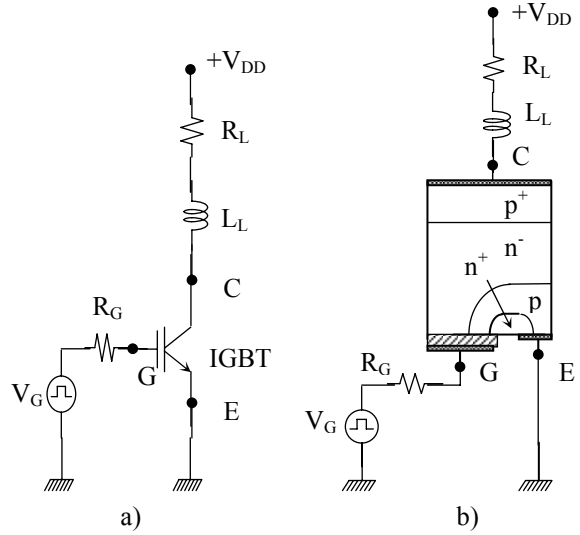 +V_DD
R_L
L_L
C
R_G
G
IGBT
V_G
E
a)
+V_DD
R_L
L_L
C
p⁺
n⁻
n⁺
p
R_G
G
E
V_G
b)